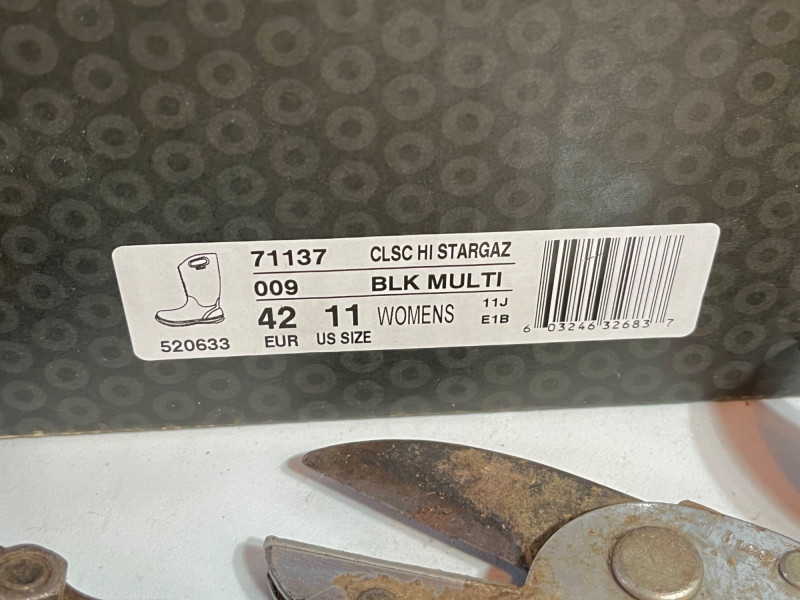 71137 CLSC HI STARGAZ
009 BLK MULTI
42 11 WOMENS 11J
EUR US SIZE E1B
520633
6 03246 32683 7